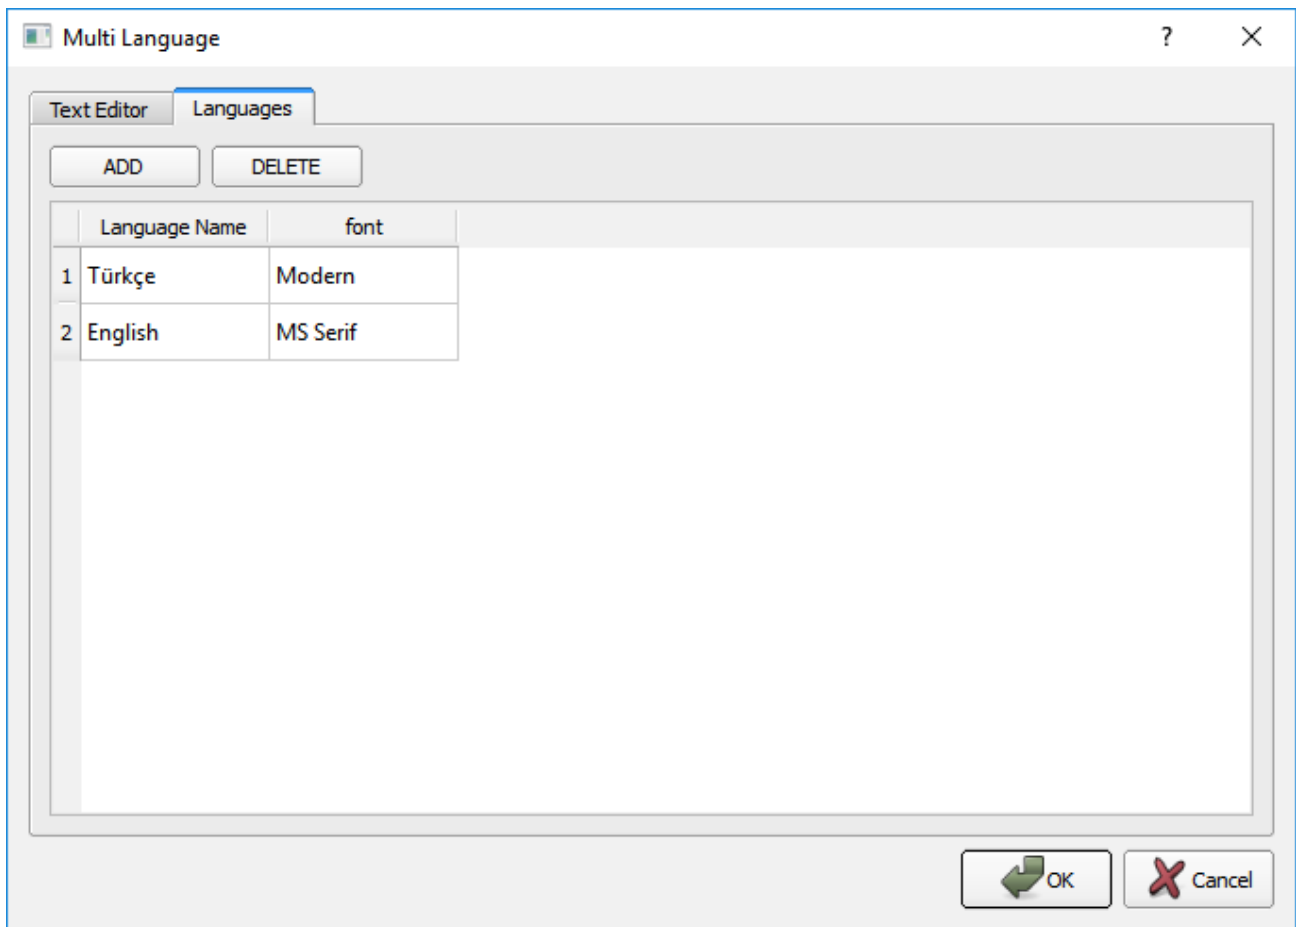 Multi Language
?
Text Editor Languages
ADD DELETE
Language Name font
1 Türkçe Modern
2 English MS Serif
OK Cancel